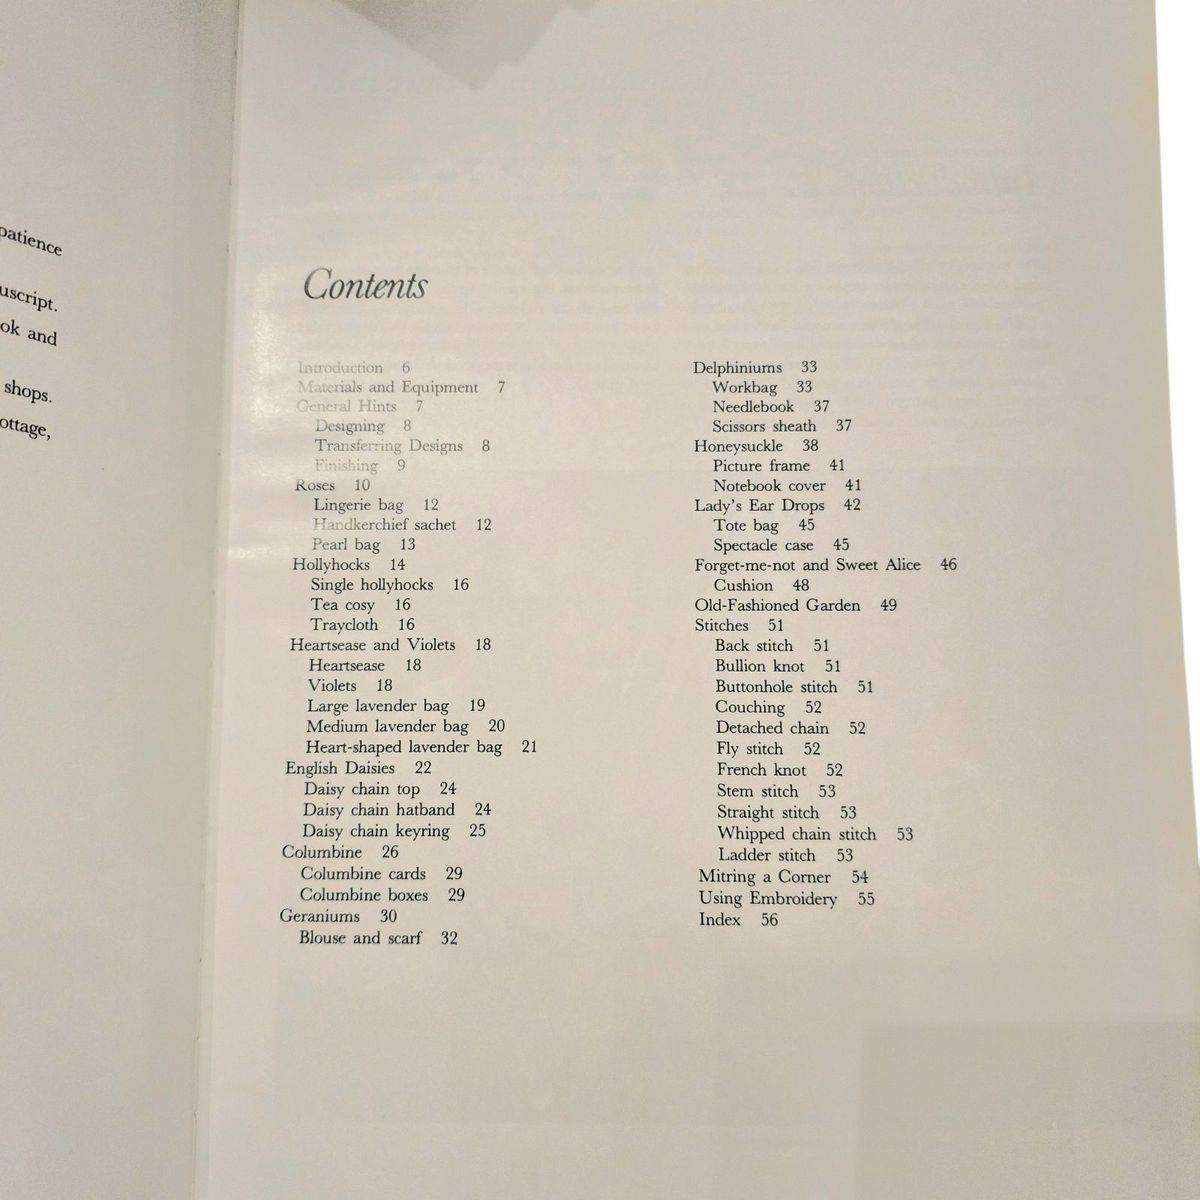 patience
uscript.
ok and
shops.
ottage,
Contents
Introduction 6
Materials and Equipment 7
General Hints 7
Designing 8
Transferring Designs 8
Finishing 9
Roses 10
Lingerie bag 12
Handkerchief sachet 12
Pearl bag 13
Hollyhocks 14
Single hollyhocks 16
Tea cosy 16
Traycloth 16
Heartsease and Violets 18
Heartsease 18
Violets 18
Large lavender bag 19
Medium lavender bag 20
Heart-shaped lavender bag 21
English Daisies 22
Daisy chain top 24
Daisy chain hatband 24
Daisy chain keyring 25
Columbine 26
Columbine cards 29
Columbine boxes 29
Geraniums 30
Blouse and scarf 32
Delphiniums 33
Workbag 33
Needlebook 37
Scissors sheath 37
Honeysuckle 38
Picture frame 41
Notebook cover 41
Lady's Ear Drops 42
Tote bag 45
Spectacle case 45
Forget-me-not and Sweet Alice 46
Cushion 48
Old-Fashioned Garden 49
Stitches 51
Back stitch 51
Bullion knot 51
Buttonhole stitch 51
Couching 52
Detached chain 52
Fly stitch 52
French knot 52
Stem stitch 53
Straight stitch 53
Whipped chain stitch 53
Ladder stitch 53
Mitring a Corner 54
Using Embroidery 55
Index 56